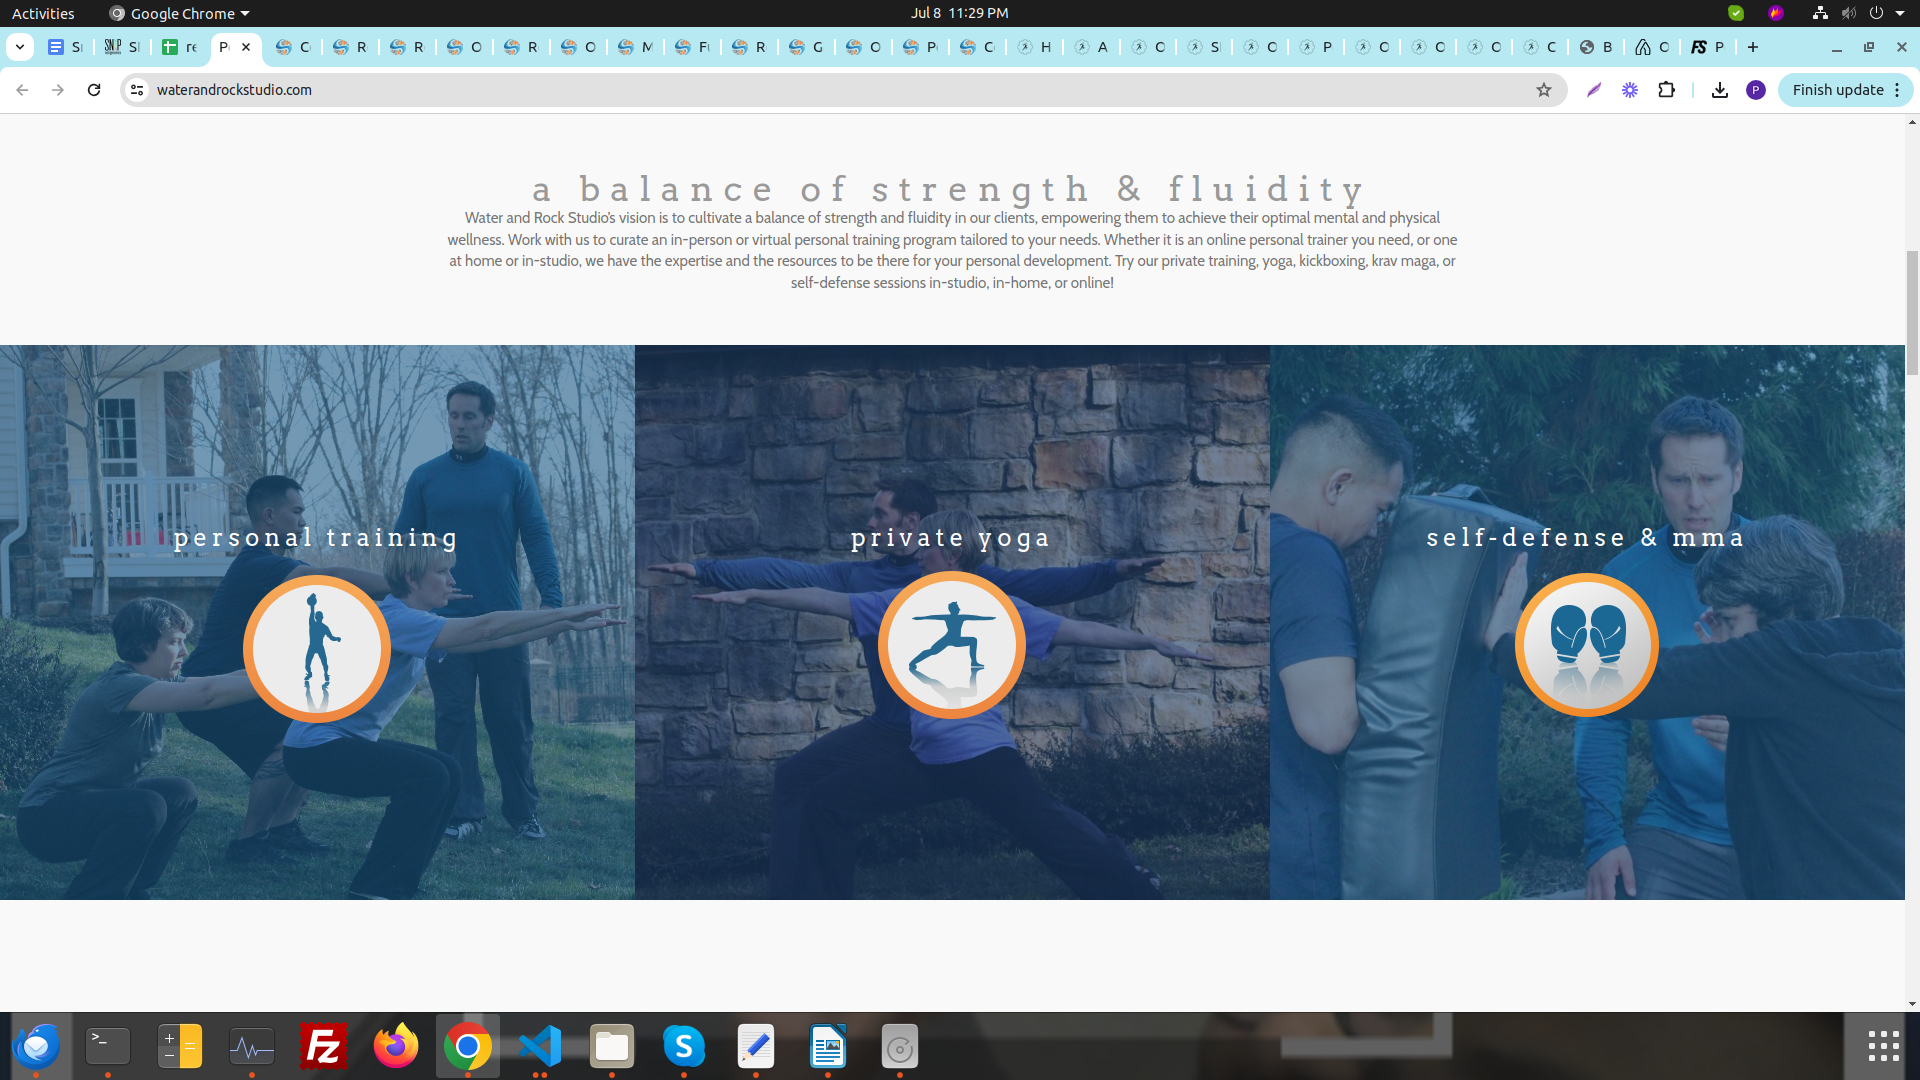 Activities
Google Chrome
Jul 8 11:29 PM
S
SNIP
S
re
P
C
R
R
O
R
O
M
F
R
G
O
P
C
H
A
O
S
O
P
O
O
O
C
B
O
FS
P
waterandrockstudio.com
P
Finish update
a balance of strength & fluidity
Water and Rock Studio's vision is to cultivate a balance of strength and fluidity in our clients, empowering them to achieve their optimal mental and physical
wellness. Work with us to curate an in-person or virtual personal training program tailored to your needs. Whether it is an online personal trainer you need, or one
at home or in-studio, we have the expertise and the resources to be there for your personal development. Try our private training, yoga, kickboxing, krav maga, or
self-defense sessions in-studio, in-home, or online!
personal training
private yoga
self-defense & mma